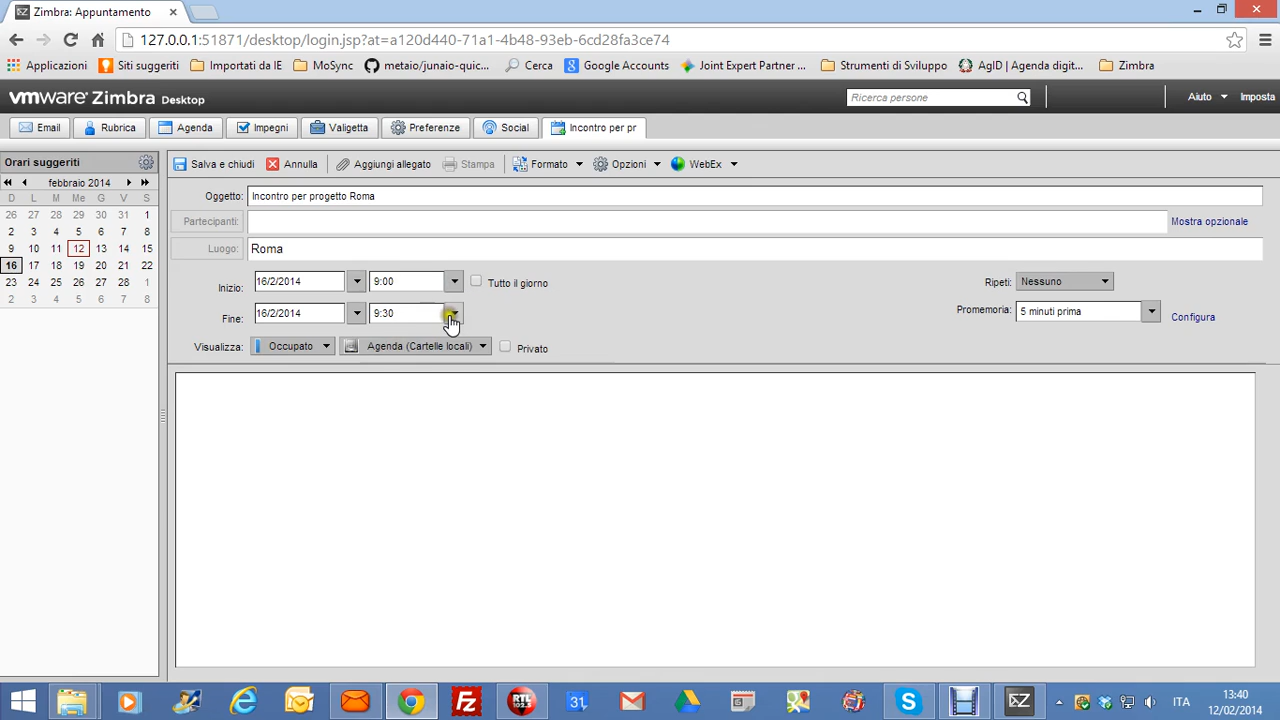 Zimbra: Appuntamento
127.0.0.1:51871/desktop/login.jsp?at=a120d440-71a1-4b48-93eb-6cd28fa3ce74
Applicazioni Siti suggeriti Importati da IE MoSync metaio/junaio-quic... Cerca Google Accounts Joint Expert Partner ... Strumenti di Sviluppo AgID | Agenda digit... Zimbra
vmware Zimbra Desktop Ricerca persone Aiuto Imposta
Email Rubrica Agenda Impegni Valigetta Preferenze Social Incontro per pr
Orari suggeriti Salva e chiudi Annulla Aggiungi allegato Stampa Formato Opzioni WebEx
febbraio 2014
D L M Me G V S
26 27 28 29 30 31 1
2 3 4 5 6 7 8
9 10 11 12 13 14 15
16 17 18 19 20 21 22
23 24 25 26 27 28 1
2 3 4 5 6 7 8
Oggetto: Incontro per progetto Roma
Partecipanti: Mostra opzionale
Luogo: Roma
Inizio: 16/2/2014 9:00 Tutto il giorno Ripeti: Nessuno
Fine: 16/2/2014 9:30 Promemoria: 5 minuti prima Configura
Visualizza: Occupato Agenda (Cartelle locali) Privato
31 RTL 102.5 ITA 13:40
12/02/2014